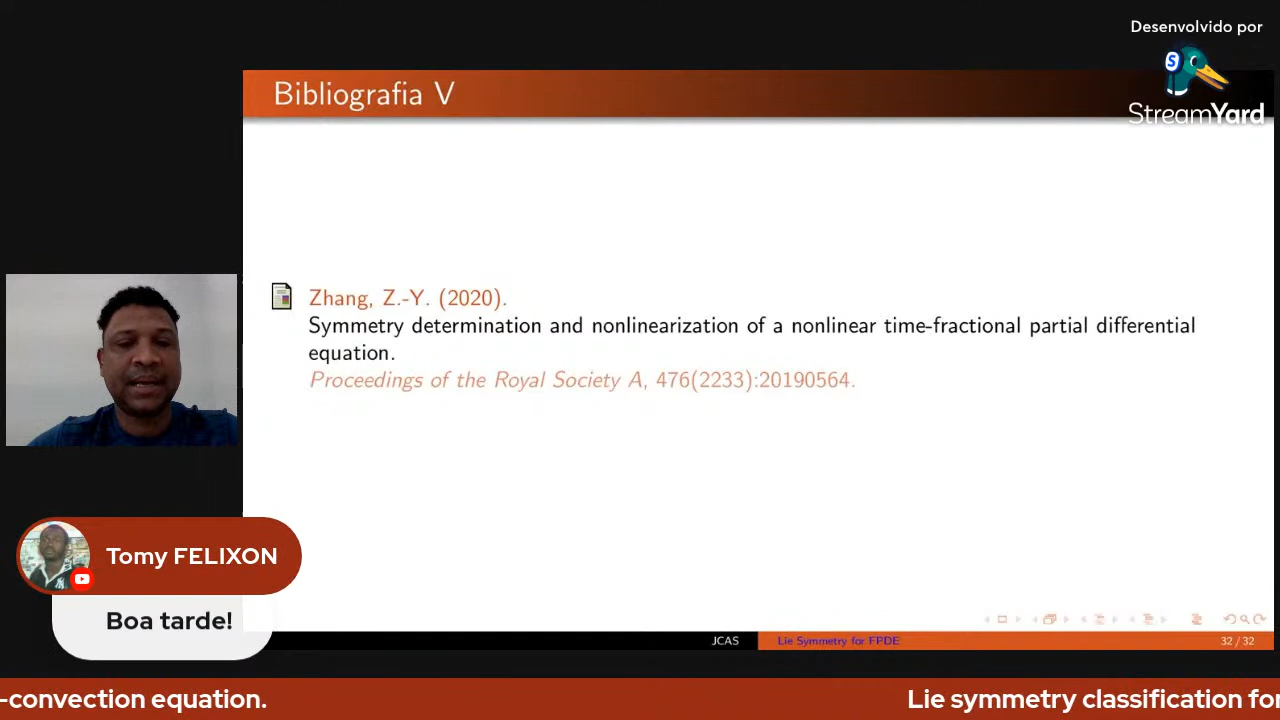 Desenvolvido por
StreamYard
Bibliografia V
Zhang, Z.-Y. (2020).
Symmetry determination and nonlinearization of a nonlinear time-fractional partial differential
equation.
Proceedings of the Royal Society A, 476(2233):20190564.
Tomy FELIXON
Boa tarde!
JCAS
Lie Symmetry for FPDE
32 / 32
-convection equation.
Lie symmetry classification for